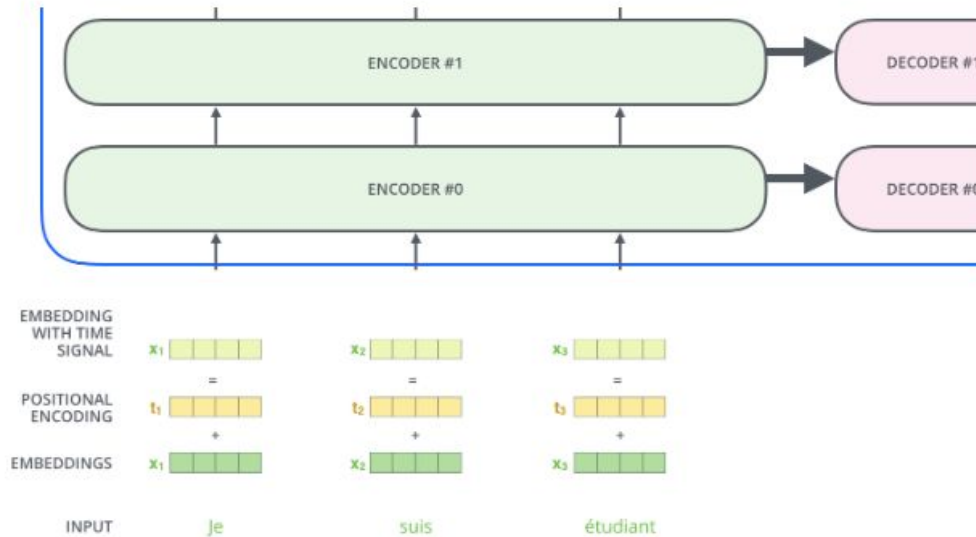 ENCODER #1
DECODER #1
ENCODER #0
DECODER #0
EMBEDDING
WITH TIME
SIGNAL
x1
x2
x3
= = =
POSITIONAL
ENCODING
t1
t2
t3
+ + +
EMBEDDINGS
x1
x2
x3
INPUT
Je
suis
étudiant